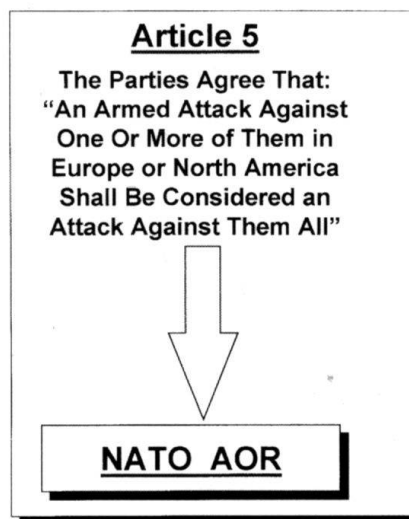 Article 5
The Parties Agree That:
“An Armed Attack Against
One Or More of Them in
Europe or North America
Shall Be Considered an
Attack Against Them All”
NATO AOR